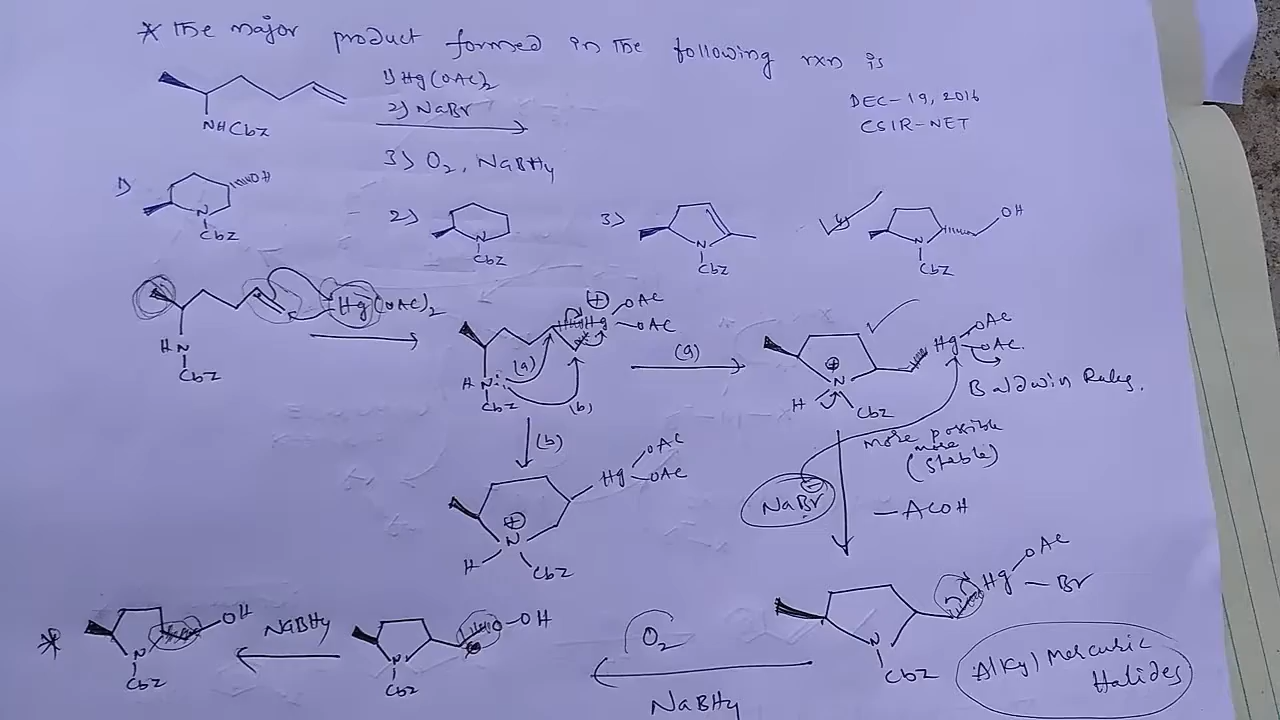 * The major product formed in the following rxn is
1) Hg(OAc)2
2) NaBr
3) O2, NaBH4
NHCbz
DEC-19, 2016
CSIR-NET
1)
OH
N
Cbz
2)
N
Cbz
3)
N
Cbz
4)
OH
N
Cbz
Hg(OAc)2
H N
Cbz
Hg
⊕
OAc
OAc
(a)
(b)
H N:
Cbz
(a)
Hg
OAc
OAc
⊕
N
H
Cbz
Baldwin Rules.
more possible
more
(stable)
(b)
Hg
OAc
OAc
⊕
N
H
Cbz
NaBr
-AcOH
Hg
OAc
-Br
N
Cbz
Alkyl Mercuric
Halides
O2
NaBH4
O-OH
N
Cbz
NaBH4
*
OH
N
Cbz